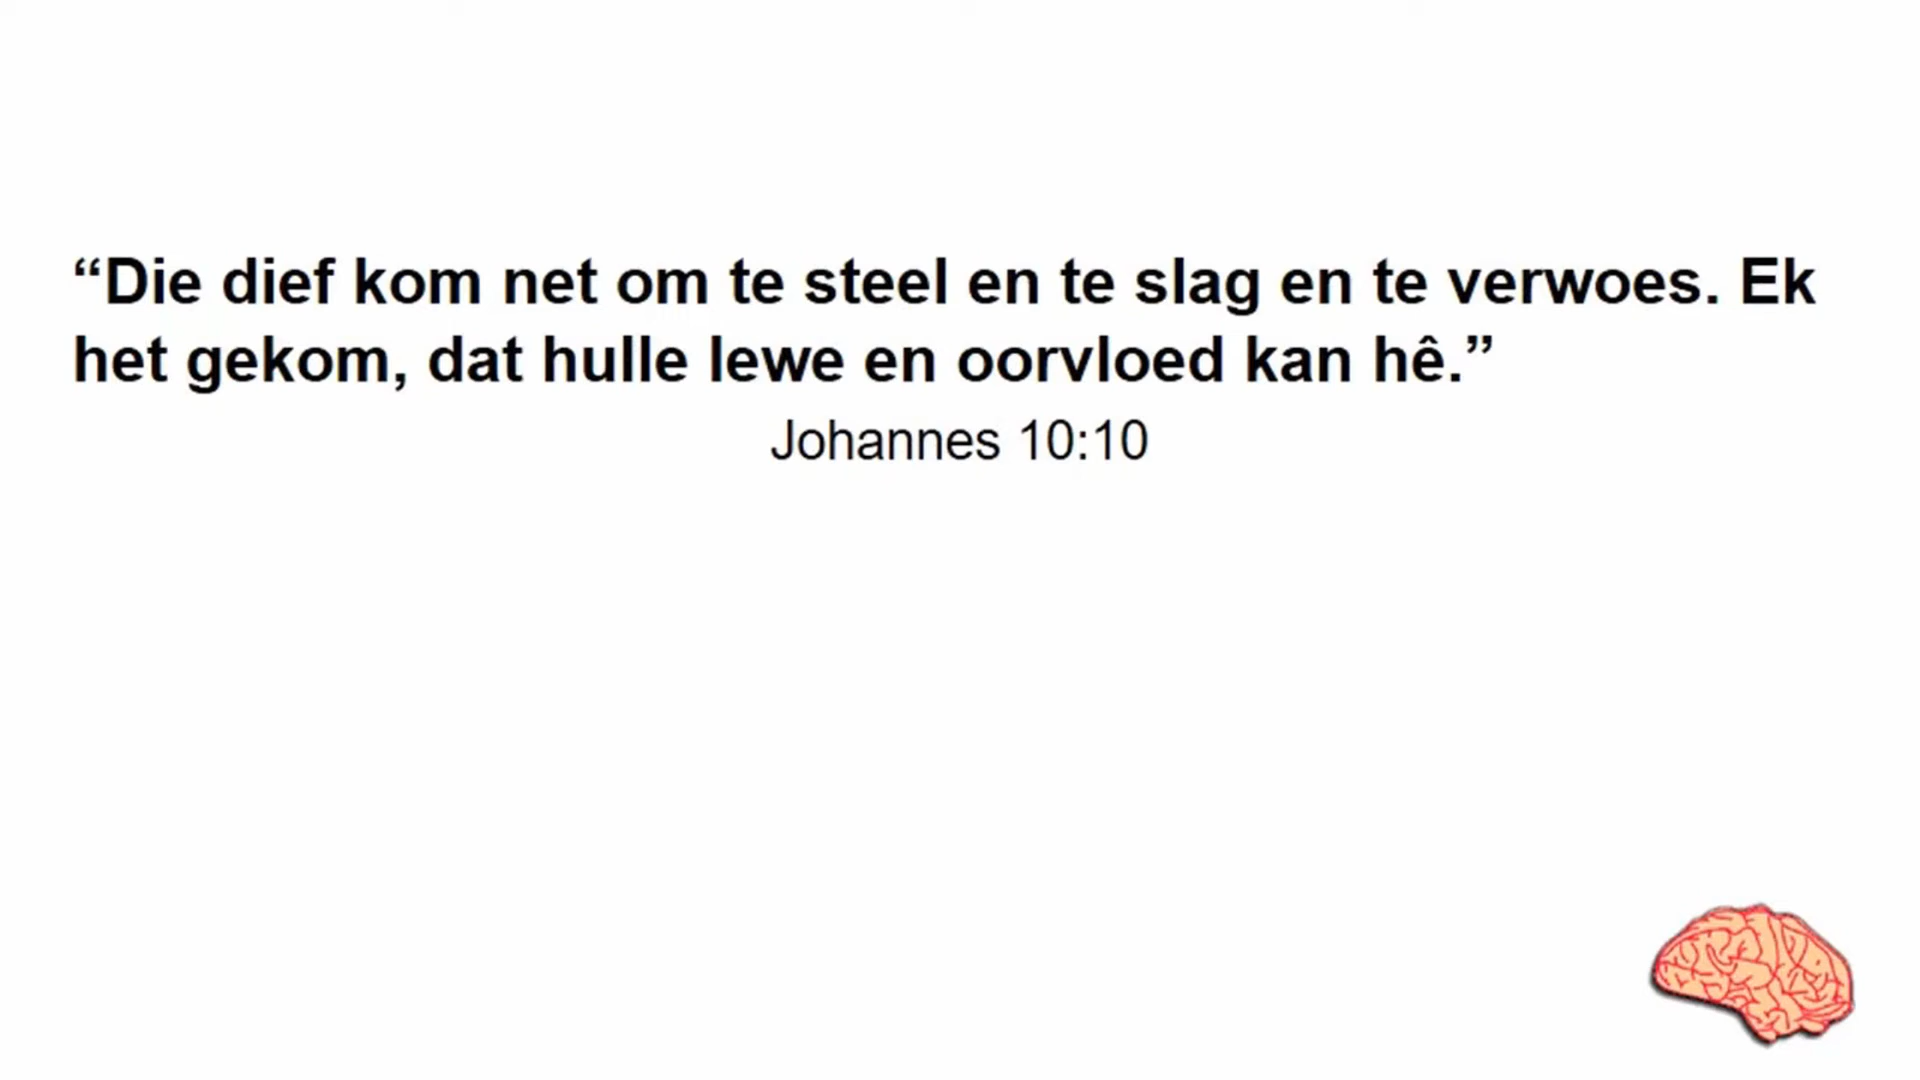 “Die dief kom net om te steel en te slag en te verwoes. Ek
het gekom, dat hulle lewe en oorvloed kan hê.”
Johannes 10:10